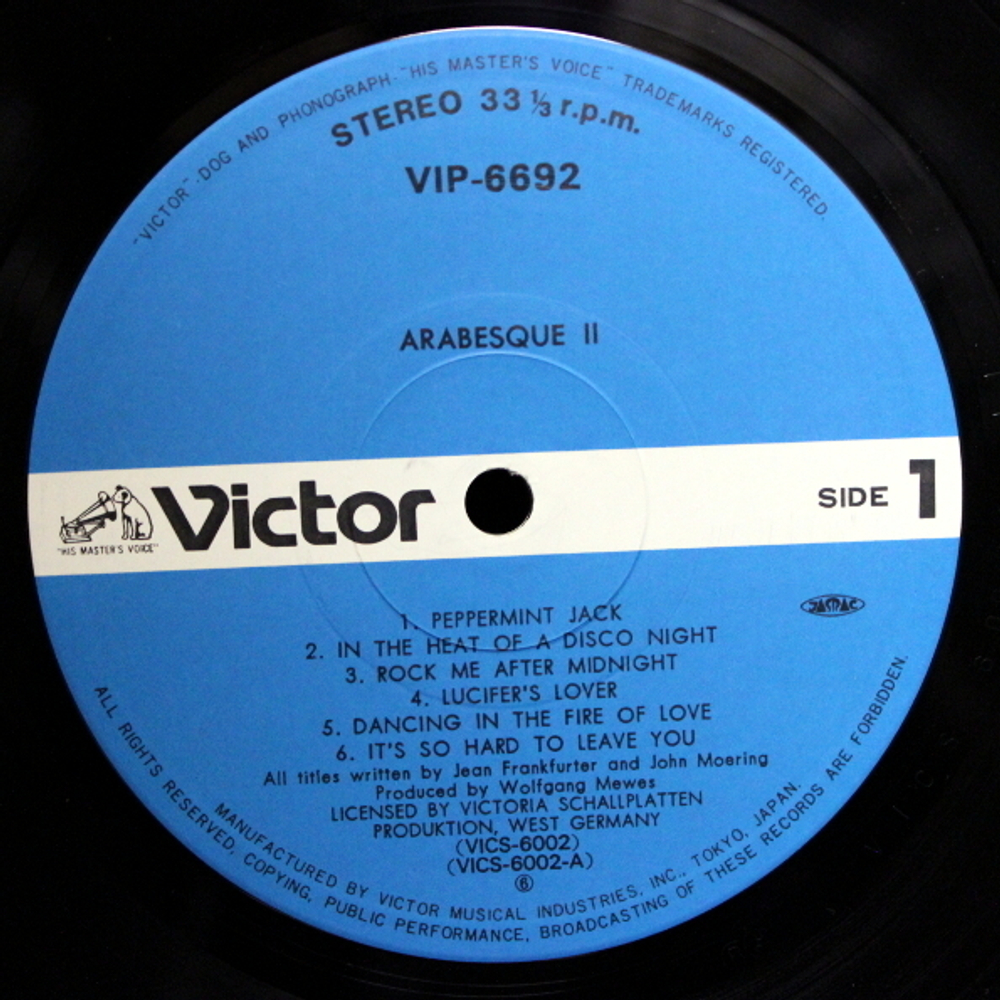 "VICTOR"·DOG AND PHONOGRAPH·"HIS MASTER'S VOICE" TRADEMARKS REGISTERED.
STEREO 33⅓ r.p.m.
VIP-6692
ARABESQUE II
"HIS MASTER'S VOICE"
Victor
SIDE 1
JASRAC
1. PEPPERMINT JACK
2. IN THE HEAT OF A DISCO NIGHT
3. ROCK ME AFTER MIDNIGHT
4. LUCIFER'S LOVER
5. DANCING IN THE FIRE OF LOVE
6. IT'S SO HARD TO LEAVE YOU
All titles written by Jean Frankfurter and John Moering
Produced by Wolfgang Mewes
LICENSED BY VICTORIA SCHALLPLATTEN
PRODUKTION, WEST GERMANY
(VICS-6002)
(VICS-6002-A)
⑥
MANUFACTURED BY VICTOR MUSICAL INDUSTRIES, INC., TOKYO, JAPAN.
ALL RIGHTS RESERVED, COPYING, PUBLIC PERFORMANCE, BROADCASTING OF THESE RECORDS ARE FORBIDDEN.